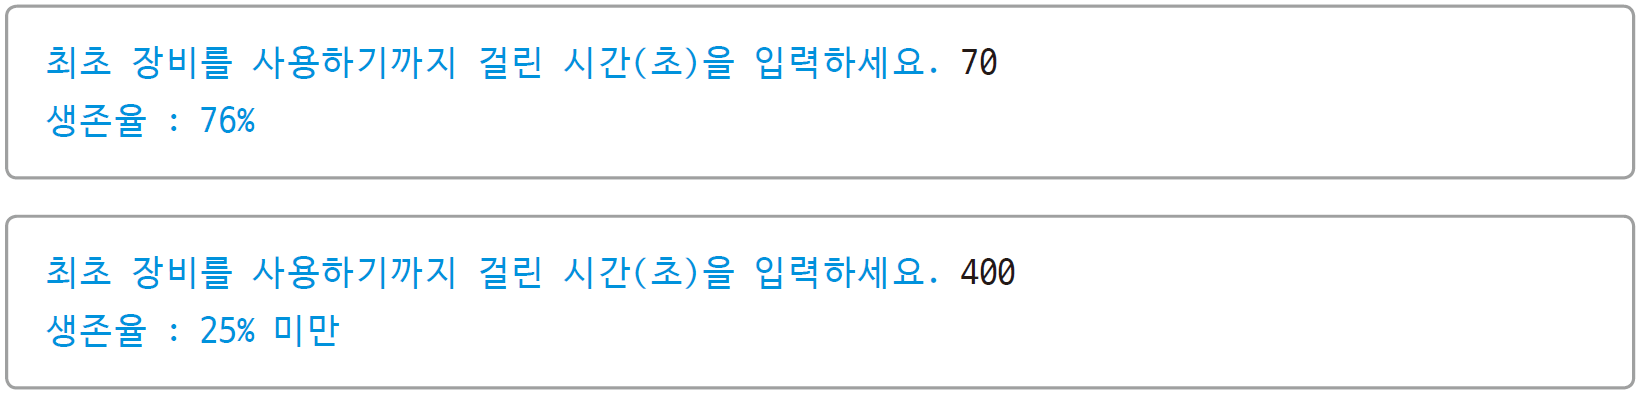 최초 장비를 사용하기까지 걸린 시간(초)을 입력하세요. 70
생존율 : 76%
최초 장비를 사용하기까지 걸린 시간(초)을 입력하세요. 400
생존율 : 25% 미만